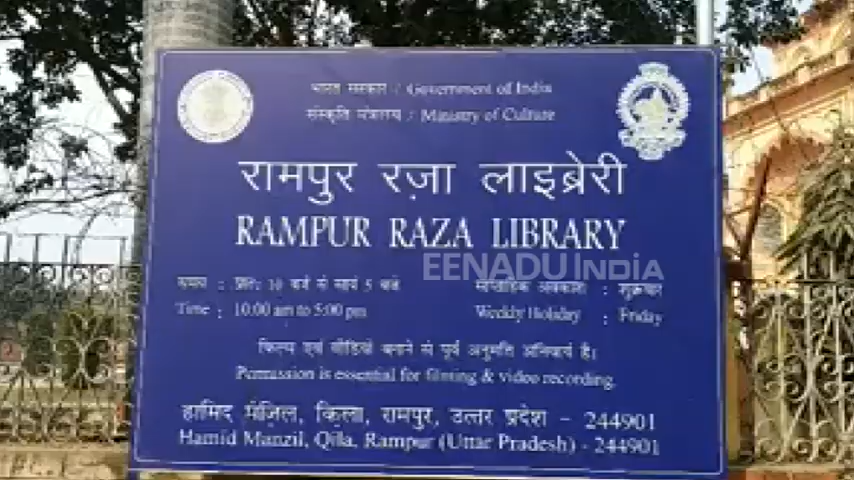 भारत सरकार / Government of India
संस्कृति मंत्रालय / Ministry of Culture
रामपुर रज़ा लाइब्रेरी
RAMPUR RAZA LIBRARY
EENADU INDIA
समय : प्रातः 10 बजे से सायं 5 बजे
साप्ताहिक अवकाश : शुक्रवार
Time : 10:00 am to 5:00 pm
Weekly Holiday : Friday
फिल्म एवं वीडियो बनाने से पूर्व अनुमति अनिवार्य है।
Permission is essential for filming & video recording.
हामिद मंज़िल, क़िला, रामपुर, उत्तर प्रदेश - 244901
Hamid Manzil, Qila, Rampur (Uttar Pradesh) - 244901